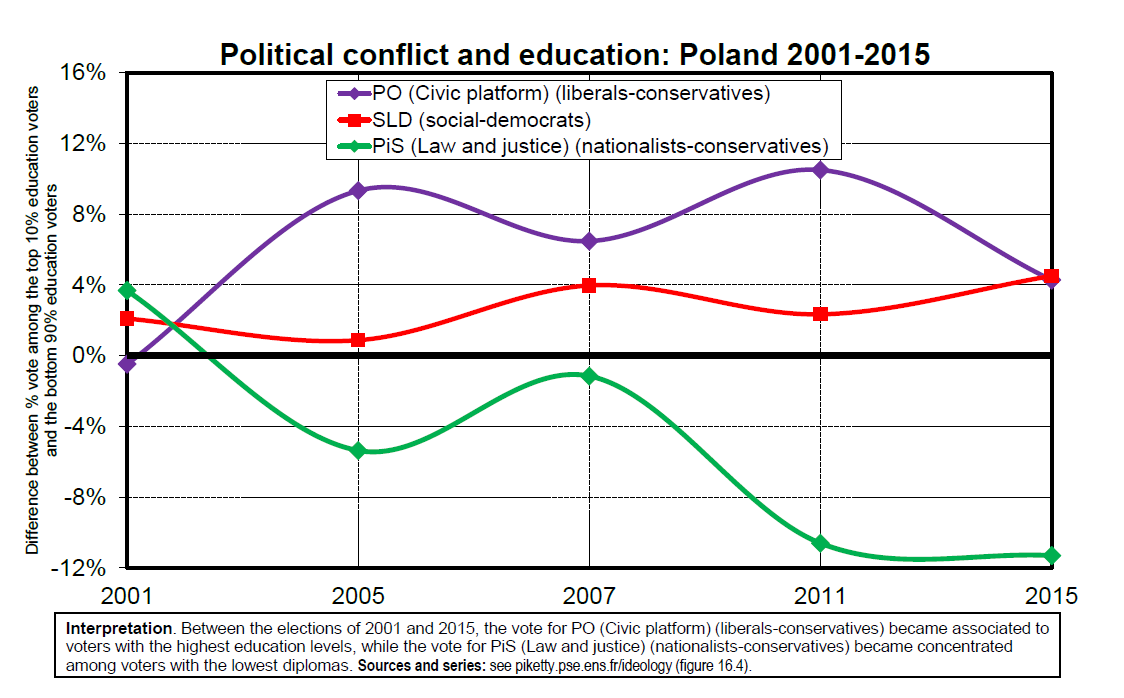 Political conflict and education: Poland 2001-2015
Difference between % vote among the top 10% education voters
and the bottom 90% education voters
16%
12%
8%
4%
0%
-4%
-8%
-12%
PO (Civic platform) (liberals-conservatives)
SLD (social-democrats)
PiS (Law and justice) (nationalists-conservatives)
2001 2005 2007 2011 2015
Interpretation. Between the elections of 2001 and 2015, the vote for PO (Civic platform) (liberals-conservatives) became associated to
voters with the highest education levels, while the vote for PiS (Law and justice) (nationalists-conservatives) became concentrated
among voters with the lowest diplomas. Sources and series: see piketty.pse.ens.fr/ideology (figure 16.4).